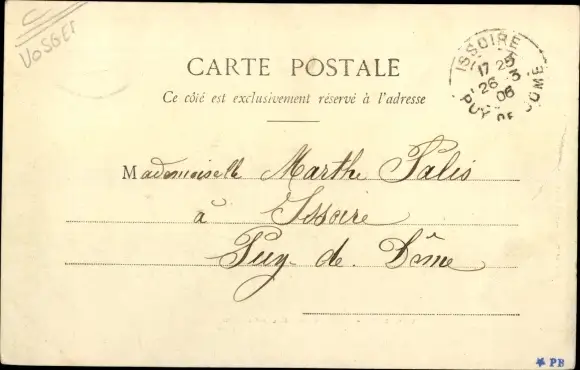 VOSGES
CARTE POSTALE
Ce côté est exclusivement réservé à l'adresse
ISSOIRE
17 25
26 3
06
PUY DE DOME
Mademoiselle Marthe Palis
à Issoire
Puy de Dôme
PB